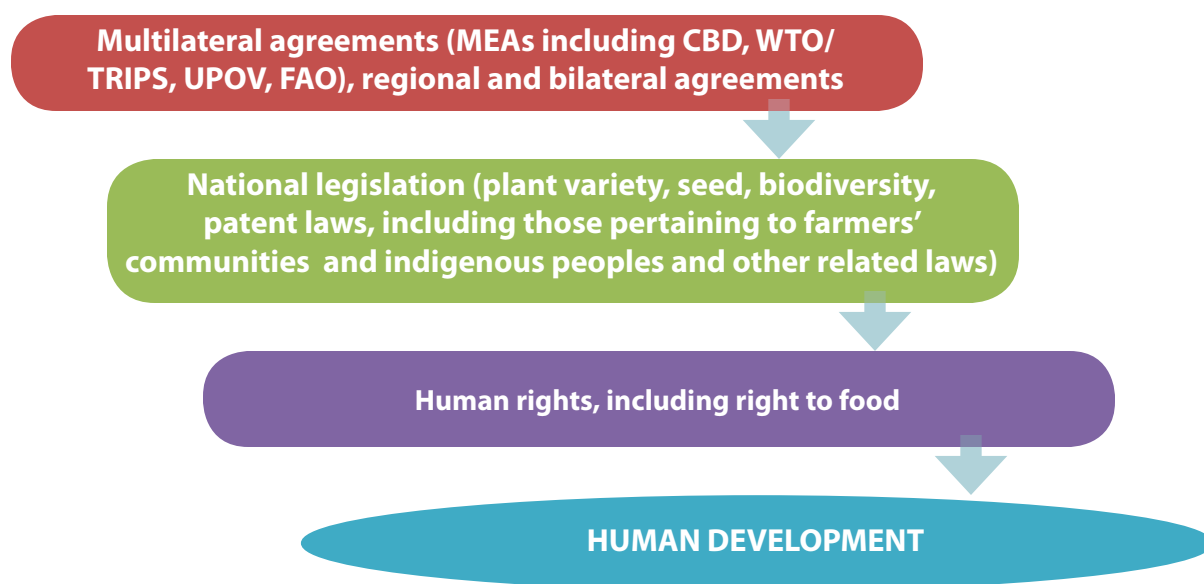 Multilateral agreements (MEAs including CBD, WTO/
TRIPS, UPOV, FAO), regional and bilateral agreements
National legislation (plant variety, seed, biodiversity,
patent laws, including those pertaining to farmers’
communities and indigenous peoples and other related laws)
Human rights, including right to food
HUMAN DEVELOPMENT